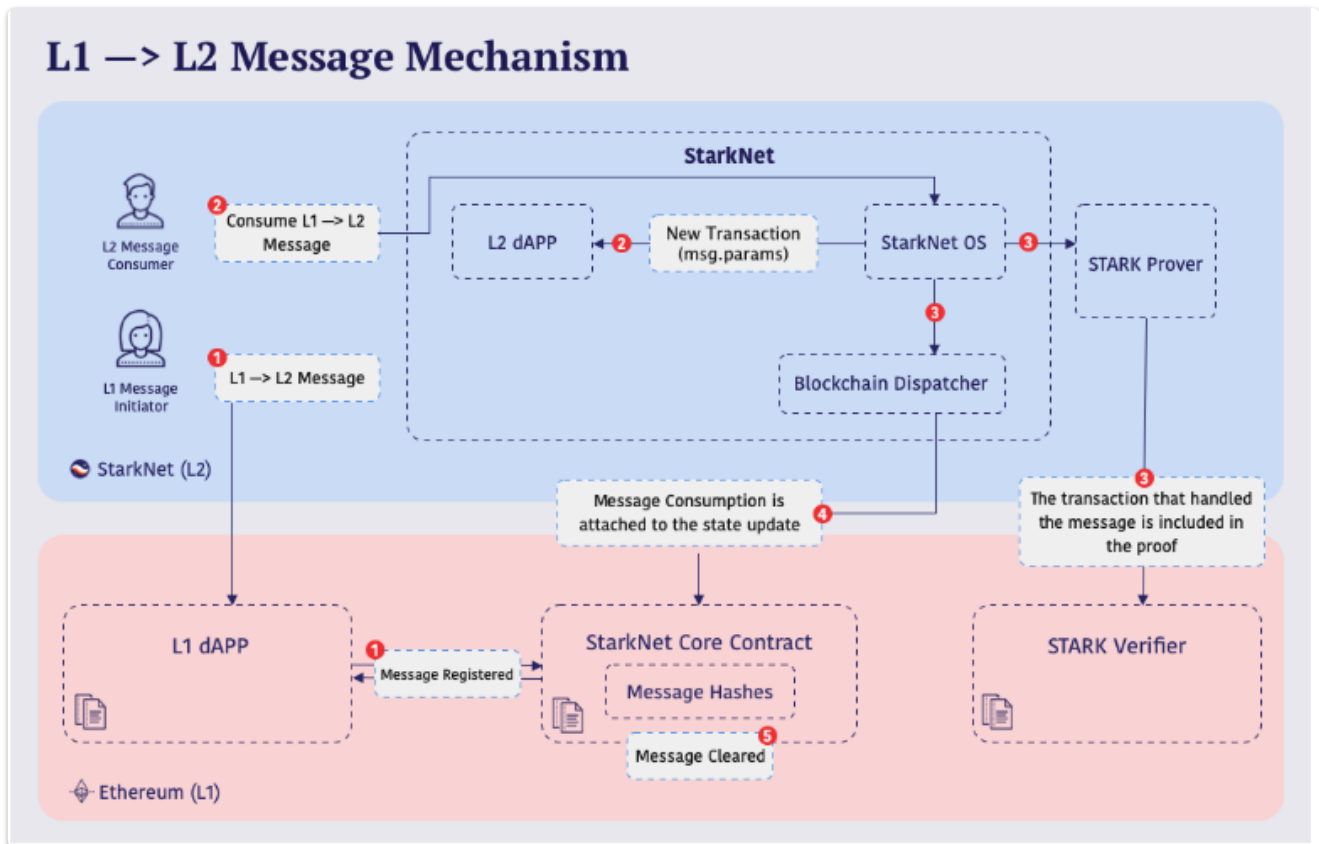 L1 —> L2 Message Mechanism
StarkNet
2
Consume L1 —> L2
Message
L2 Message
Consumer
L2 dAPP
2
New Transaction
(msg.params)
StarkNet OS
3
STARK Prover
3
1
L1 —> L2 Message
L1 Message
Initiator
Blockchain Dispatcher
StarkNet (L2)
Message Consumption is
attached to the state update
4
3
The transaction that handled
the message is included in
the proof
L1 dAPP
1
Message Registered
StarkNet Core Contract
Message Hashes
5
Message Cleared
STARK Verifier
Ethereum (L1)